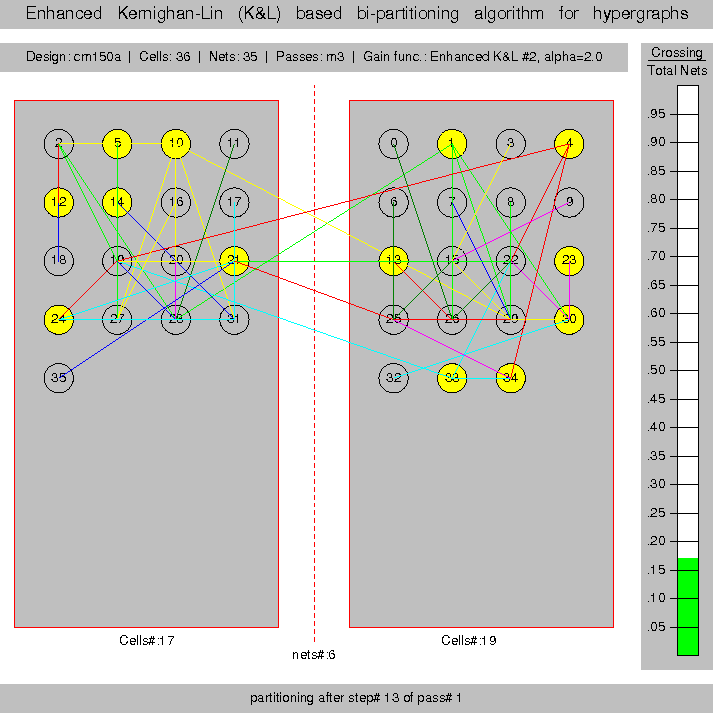 Enhanced Kernighan-Lin (K&L) based bi-partitioning algorithm for hypergraphs
Design: cm150a | Cells: 36 | Nets: 35 | Passes: m3 | Gain func.: Enhanced K&L #2, alpha=2.0
Crossing
Total Nets
2 5 10 11 0 1 3 4
12 14 16 17 6 7 8 9
18 19 20 21 13 15 22 23
24 27 28 31 25 26 29 30
35 32 33 34
.95
.90
.85
.80
.75
.70
.65
.60
.55
.50
.45
.40
.35
.30
.25
.20
.15
.10
.05
Cells#:17 Cells#:19
nets#:6
partitioning after step# 13 of pass# 1